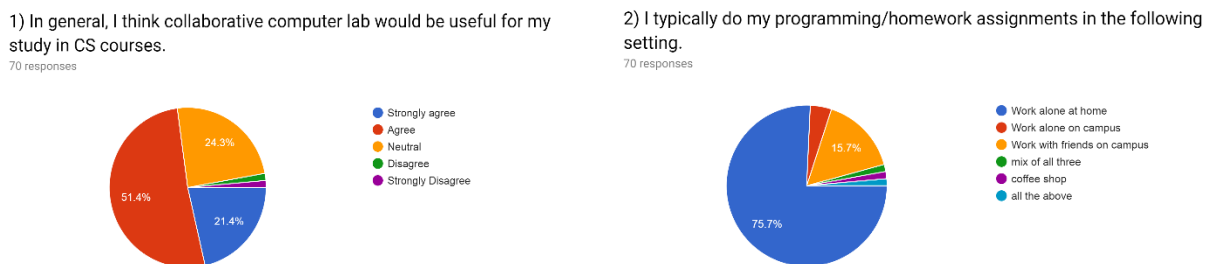 1) In general, I think collaborative computer lab would be useful for my
study in CS courses.
70 responses
24.3%
51.4%
21.4%
Strongly agree
Agree
Neutral
Disagree
Strongly Disagree
2) I typically do my programming/homework assignments in the following
setting.
70 responses
15.7%
75.7%
Work alone at home
Work alone on campus
Work with friends on campus
mix of all three
coffee shop
all the above